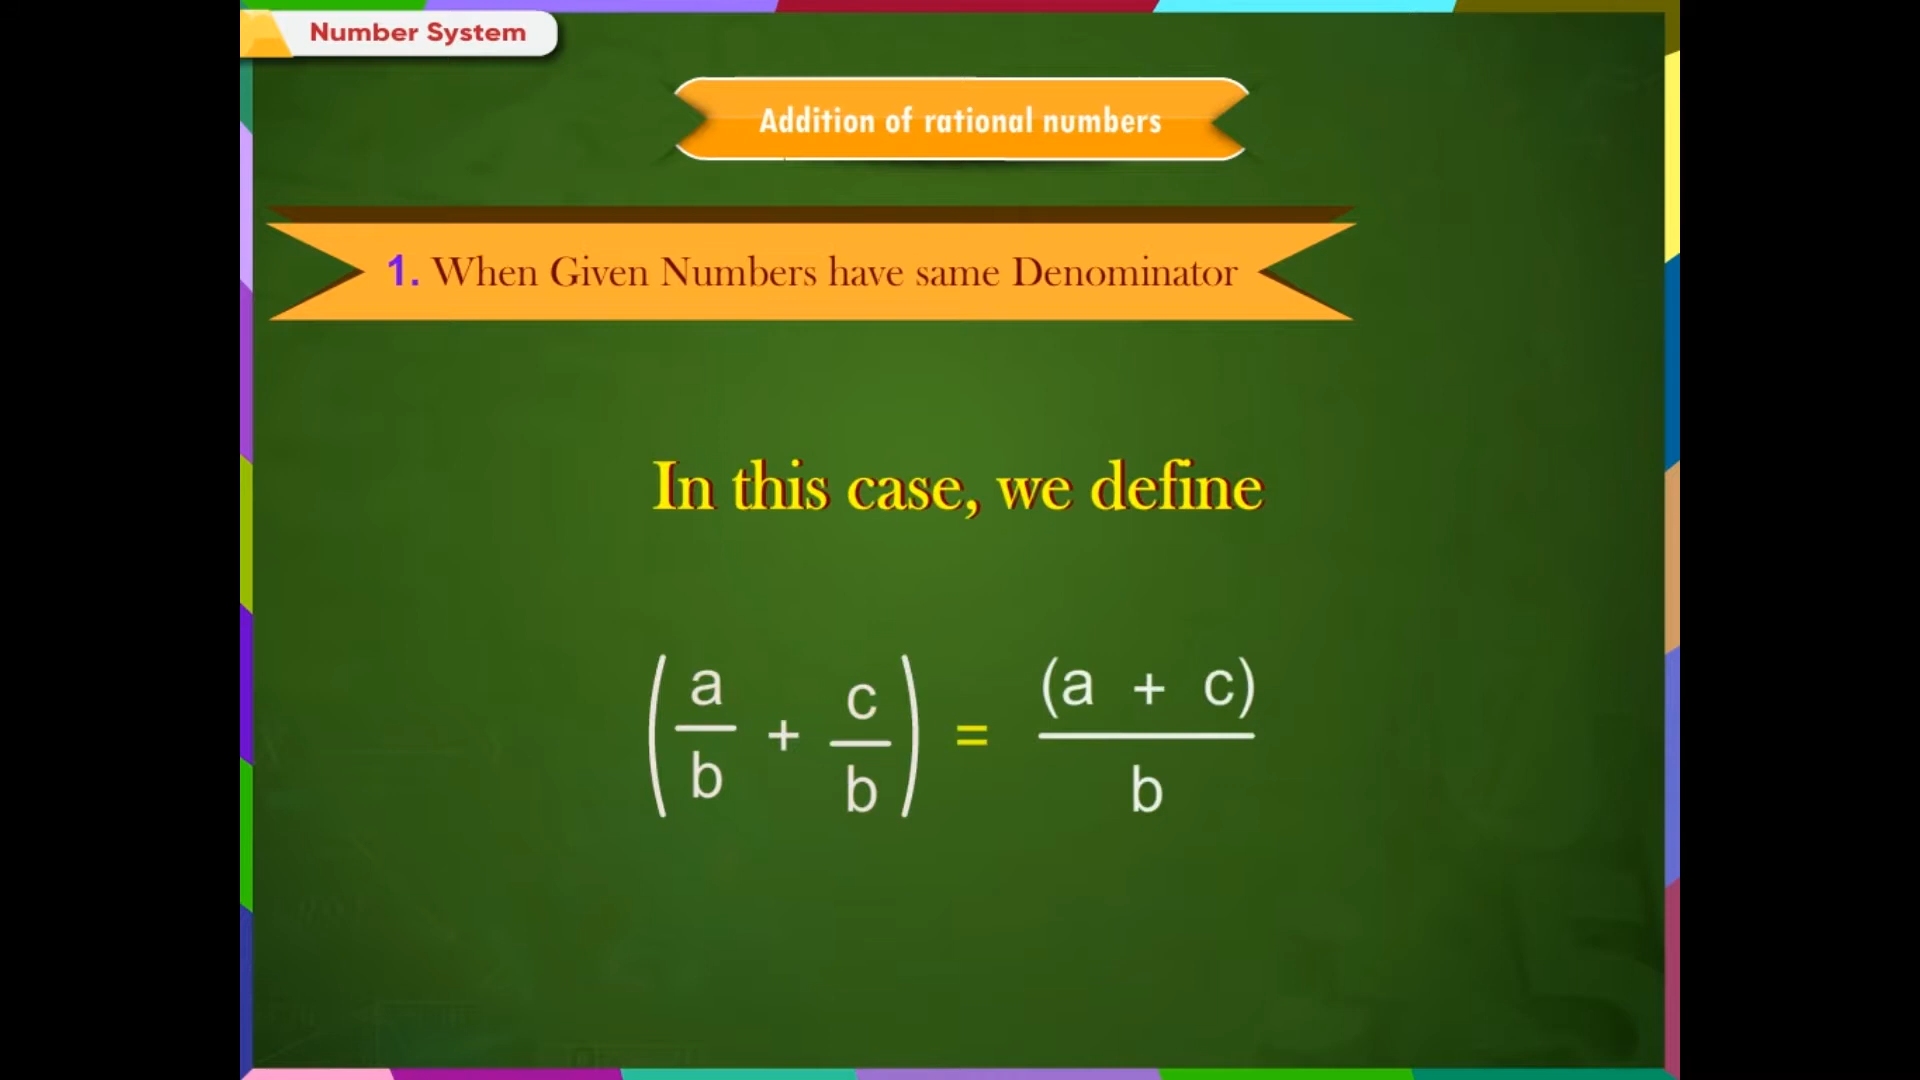 Number System
Addition of rational numbers
1. When Given Numbers have same Denominator
In this case, we define
(a/b + c/b) = (a + c)/b